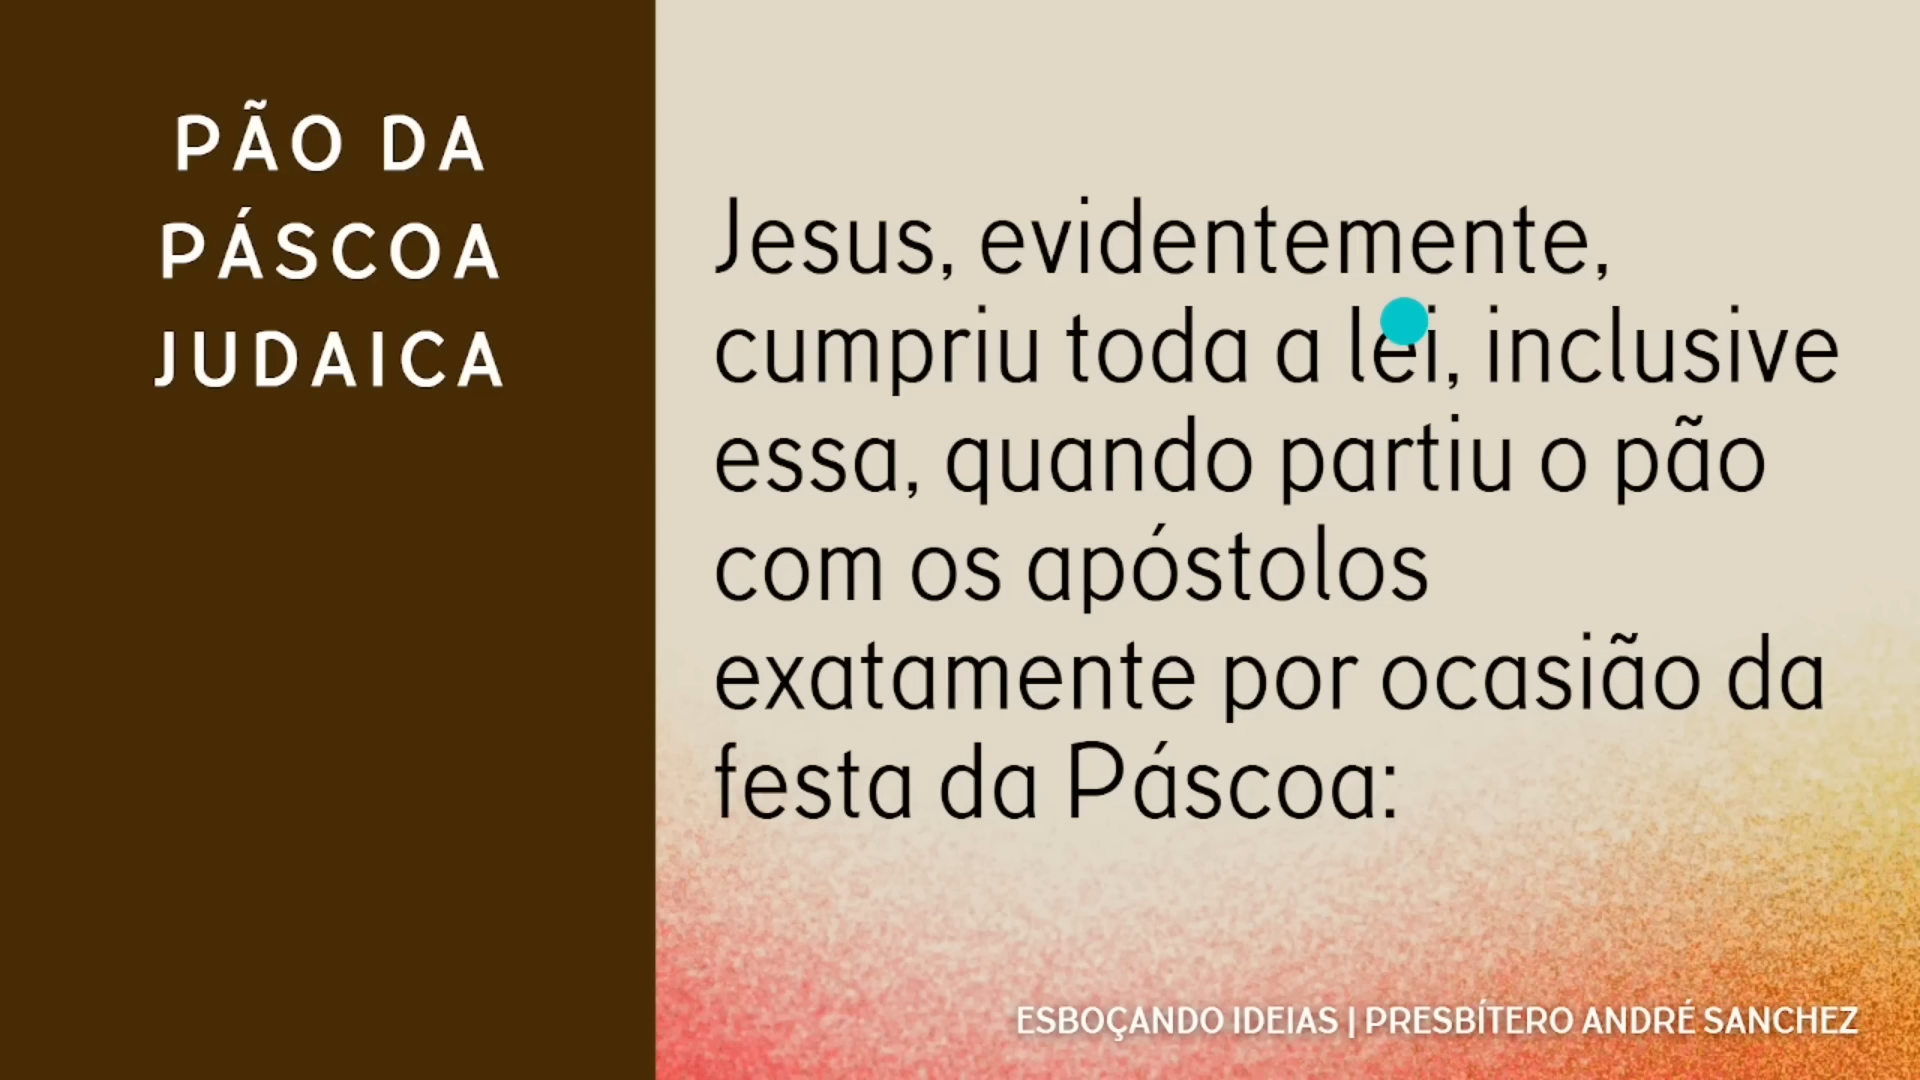 PÃO DA
PÁSCOA
JUDAICA
Jesus, evidentemente,
cumpriu toda a lei, inclusive
essa, quando partiu o pão
com os apóstolos
exatamente por ocasião da
festa da Páscoa:
ESBOÇANDO IDEIAS | PRESBÍTERO ANDRÉ SANCHEZ